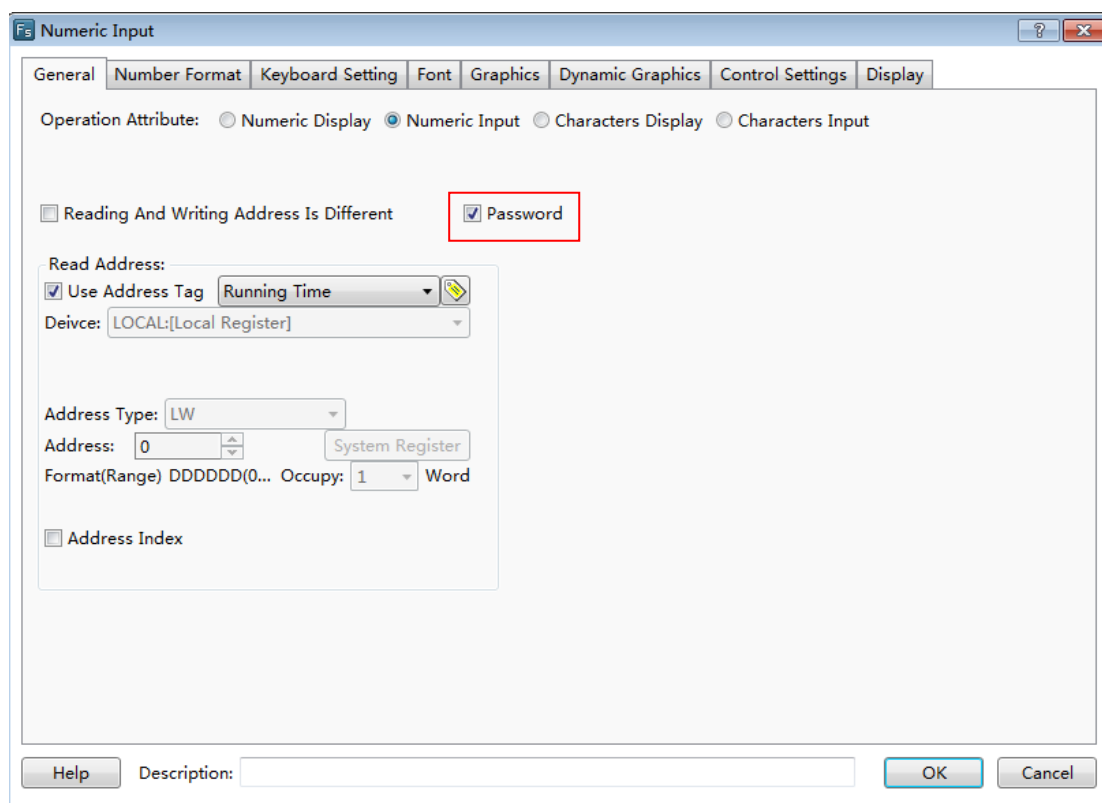 Fs Numeric Input
General Number Format Keyboard Setting Font Graphics Dynamic Graphics Control Settings Display
Operation Attribute: Numeric Display Numeric Input Characters Display Characters Input
Reading And Writing Address Is Different Password
Read Address:
Use Address Tag Running Time
Deivce: LOCAL:[Local Register]
Address Type: LW
Address: 0 System Register
Format(Range) DDDDDD(0... Occupy: 1 Word
Address Index
Help Description: OK Cancel